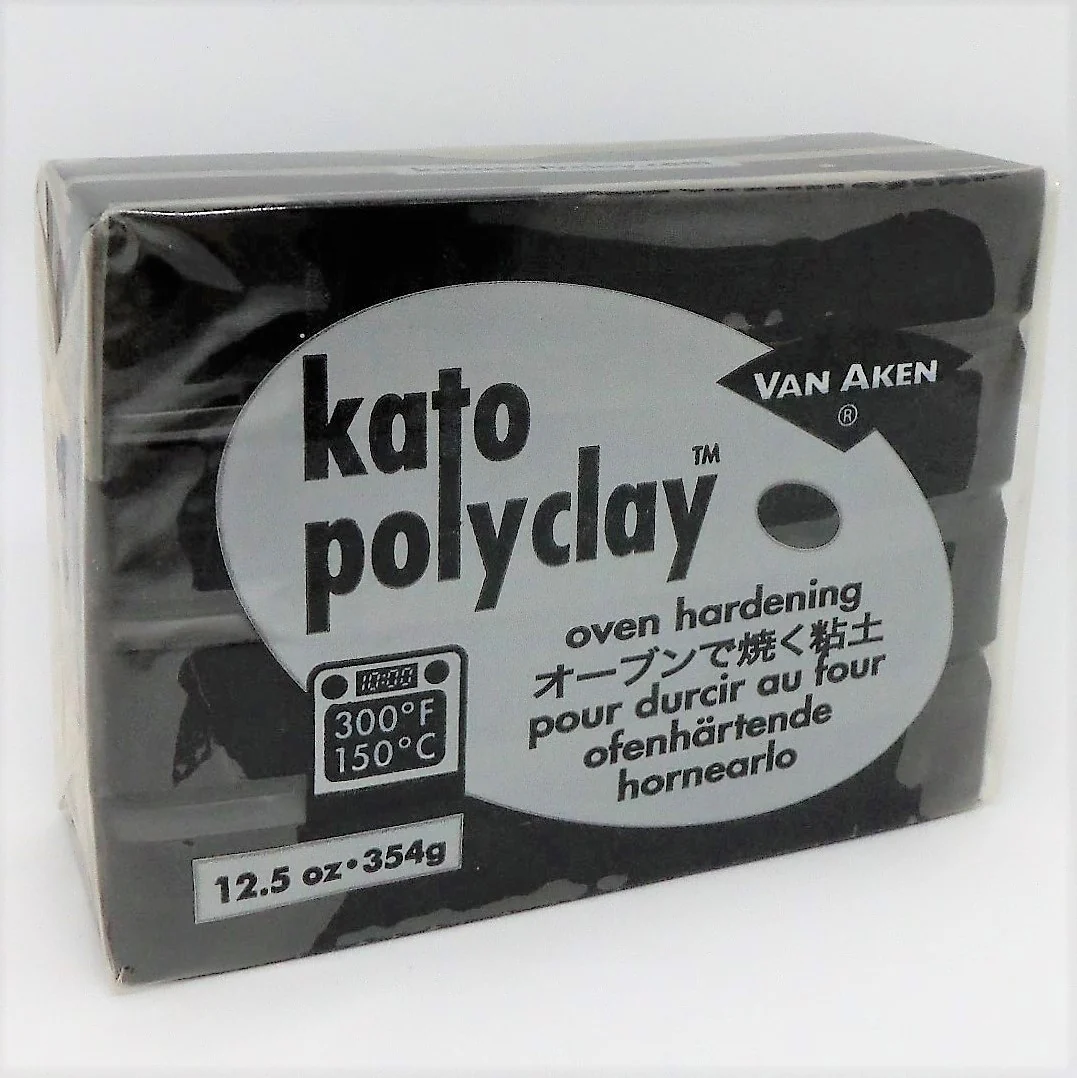 kato
polyclay™
VAN AKEN
®
oven hardening
オーブンで焼く粘土
pour durcir au four
ofenhärtende
hornearlo
300°F
150°C
12.5 oz•354g